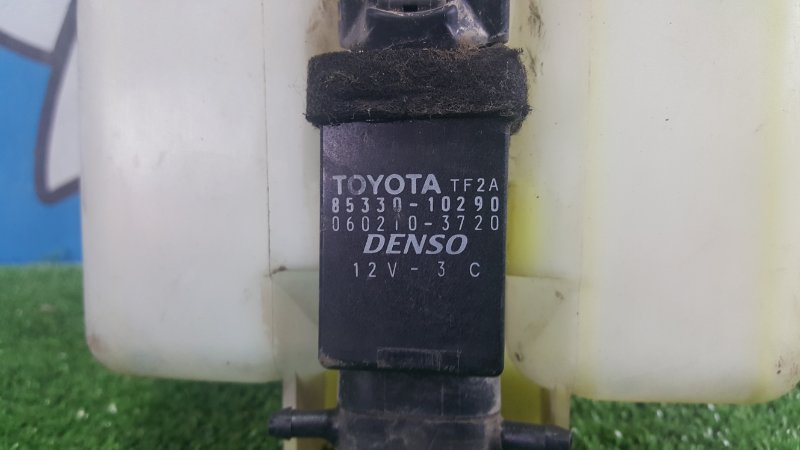 TOYOTA TF2A
85330-10290
060210-3720
DENSO
12V - 3 C